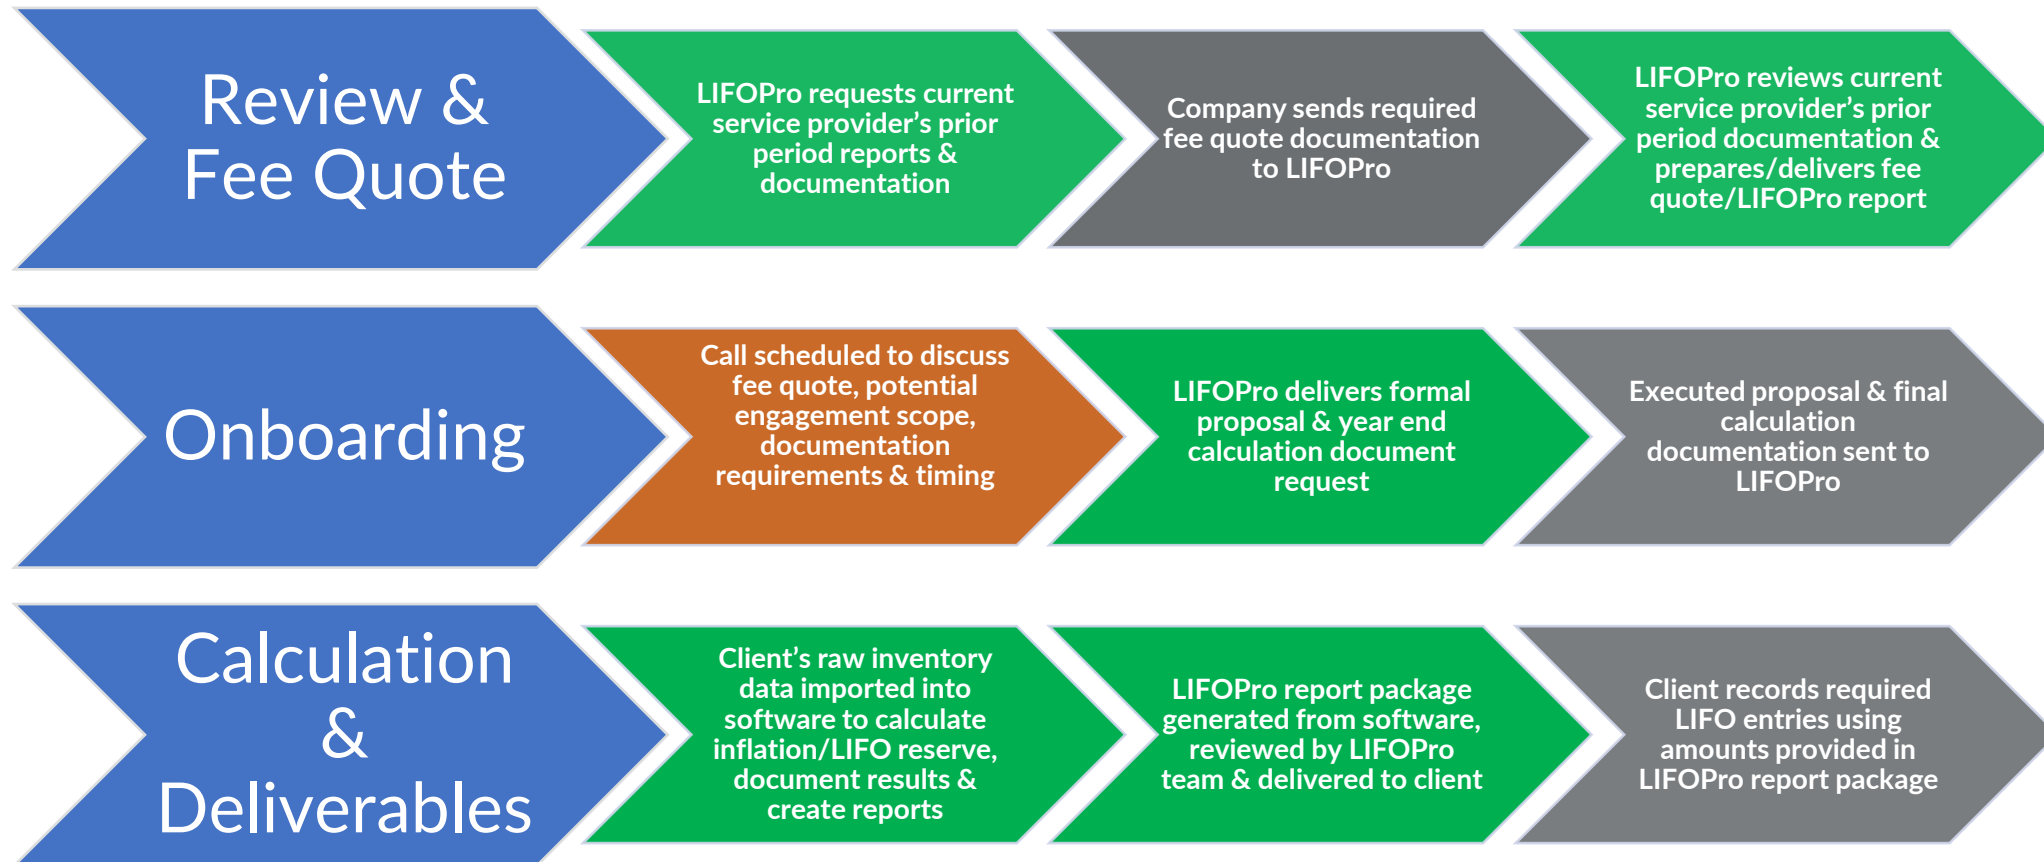 Review &
Fee Quote
LIFOPro requests current
service provider's prior
period reports &
documentation
Company sends required
fee quote documentation
to LIFOPro
LIFOPro reviews current
service provider’s prior
period documentation &
prepares/delivers fee
quote/LIFOPro report
Onboarding
Call scheduled to discuss
fee quote, potential
engagement scope,
documentation
requirements & timing
LIFOPro delivers formal
proposal & year end
calculation document
request
Executed proposal & final
calculation
documentation sent to
LIFOPro
Calculation
&
Deliverables
Client’s raw inventory
data imported into
software to calculate
inflation/LIFO reserve,
document results &
create reports
LIFOPro report package
generated from software,
reviewed by LIFOPro
team & delivered to client
Client records required
LIFO entries using
amounts provided in
LIFOPro report package